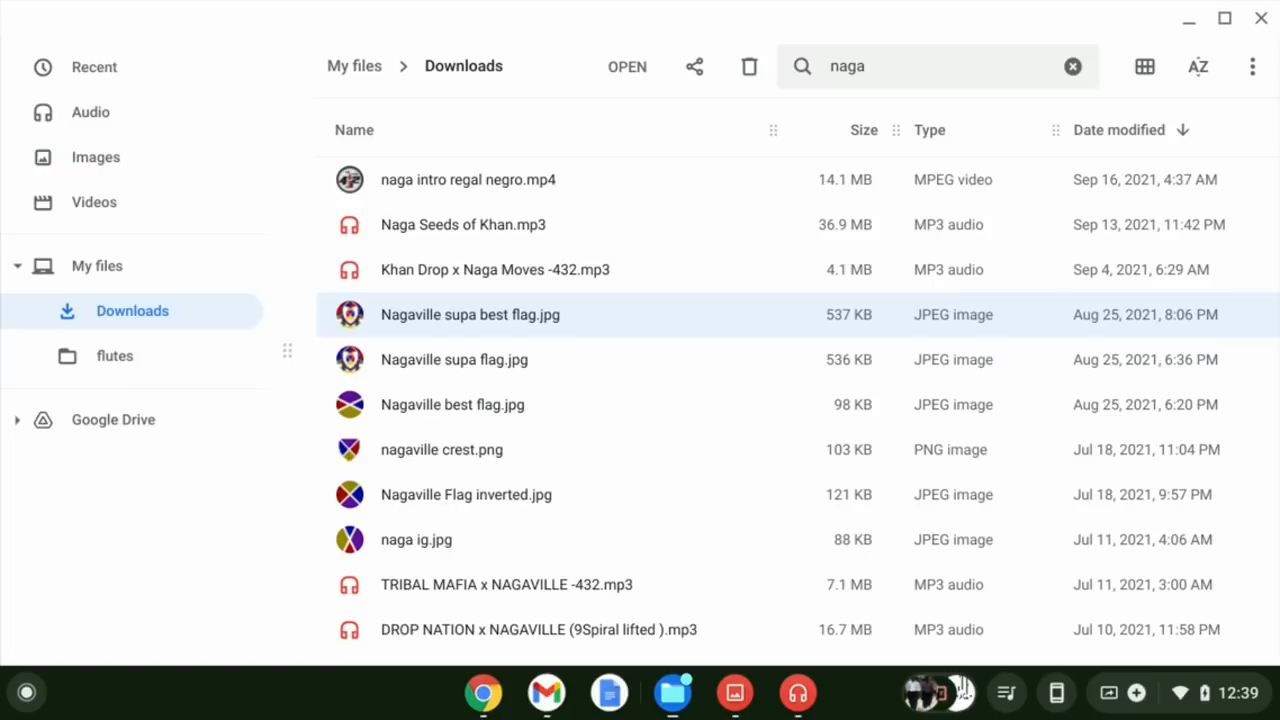 Recent
Audio
Images
Videos
My files
Downloads
flutes
Google Drive
My files > Downloads OPEN naga AZ
Name Size Type Date modified
naga intro regal negro.mp4 14.1 MB MPEG video Sep 16, 2021, 4:37 AM
Naga Seeds of Khan.mp3 36.9 MB MP3 audio Sep 13, 2021, 11:42 PM
Khan Drop x Naga Moves -432.mp3 4.1 MB MP3 audio Sep 4, 2021, 6:29 AM
Nagaville supa best flag.jpg 537 KB JPEG image Aug 25, 2021, 8:06 PM
Nagaville supa flag.jpg 536 KB JPEG image Aug 25, 2021, 6:36 PM
Nagaville best flag.jpg 98 KB JPEG image Aug 25, 2021, 6:20 PM
nagaville crest.png 103 KB PNG image Jul 18, 2021, 11:04 PM
Nagaville Flag inverted.jpg 121 KB JPEG image Jul 18, 2021, 9:57 PM
naga ig.jpg 88 KB JPEG image Jul 11, 2021, 4:06 AM
TRIBAL MAFIA x NAGAVILLE -432.mp3 7.1 MB MP3 audio Jul 11, 2021, 3:00 AM
DROP NATION x NAGAVILLE (9Spiral lifted ).mp3 16.7 MB MP3 audio Jul 10, 2021, 11:58 PM
12:39